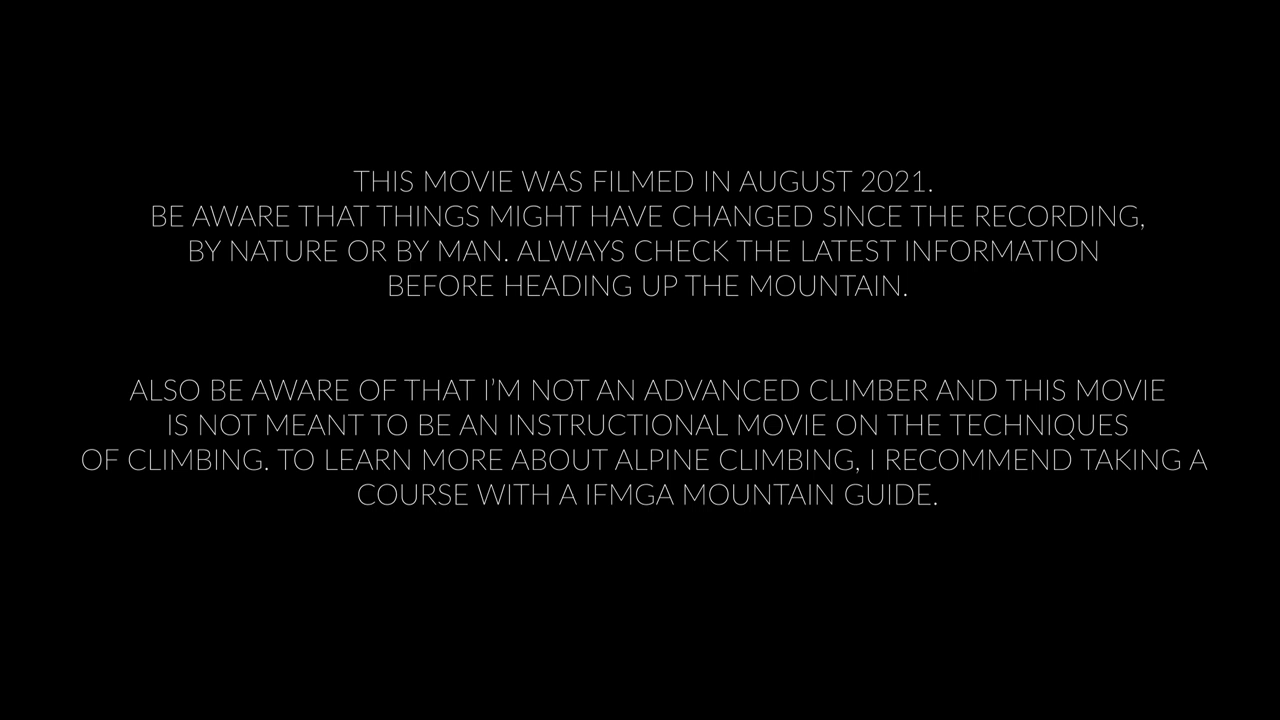 THIS MOVIE WAS FILMED IN AUGUST 2021.
BE AWARE THAT THINGS MIGHT HAVE CHANGED SINCE THE RECORDING,
BY NATURE OR BY MAN. ALWAYS CHECK THE LATEST INFORMATION
BEFORE HEADING UP THE MOUNTAIN.
ALSO BE AWARE OF THAT I'M NOT AN ADVANCED CLIMBER AND THIS MOVIE
IS NOT MEANT TO BE AN INSTRUCTIONAL MOVIE ON THE TECHNIQUES
OF CLIMBING. TO LEARN MORE ABOUT ALPINE CLIMBING, I RECOMMEND TAKING A
COURSE WITH A IFMGA MOUNTAIN GUIDE.